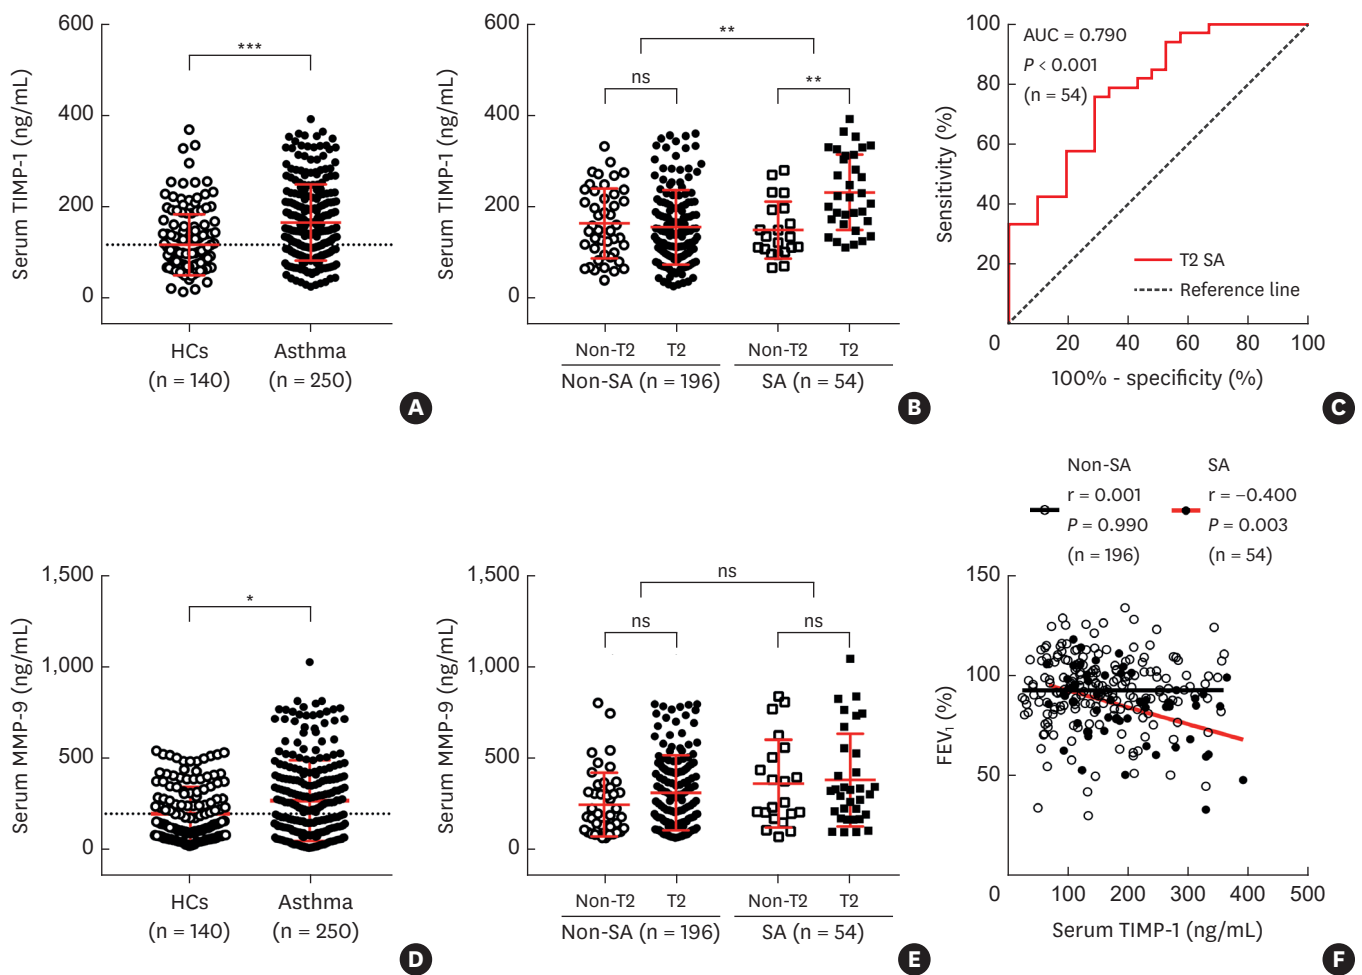 600
400
200
0
Serum TIMP-1 (ng/mL)
***
HCs
(n = 140)
Asthma
(n = 250)
A
600
400
200
0
Serum TIMP-1 (ng/mL)
**
ns
**
Non-T2
T2
Non-T2
T2
Non-SA (n = 196)
SA (n = 54)
B
100
80
60
40
20
Sensitivity (%)
AUC = 0.790
P < 0.001
(n = 54)
T2 SA
Reference line
0
20
40
60
80
100
100% - specificity (%)
C
1,500
1,000
500
0
Serum MMP-9 (ng/mL)
*
HCs
(n = 140)
Asthma
(n = 250)
D
1,500
1,000
500
0
Serum MMP-9 (ng/mL)
ns
ns
ns
Non-T2
T2
Non-T2
T2
Non-SA (n = 196)
SA (n = 54)
E
Non-SA
r = 0.001
P = 0.990
(n = 196)
SA
r = −0.400
P = 0.003
(n = 54)
150
100
50
FEV₁ (%)
0
100
200
300
400
500
Serum TIMP-1 (ng/mL)
F